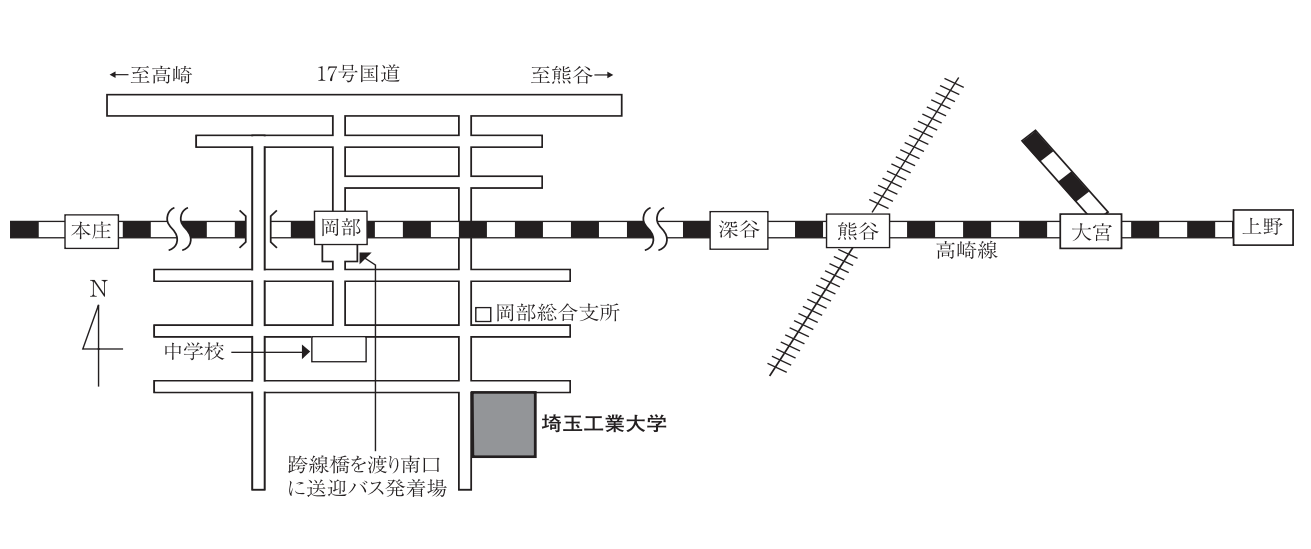 ←至高崎
17号国道
至熊谷→
本庄
岡部
深谷
熊谷
大宮
上野
高崎線
N
岡部総合支所
中学校
埼玉工業大学
跨線橋を渡り南口
に送迎バス発着場